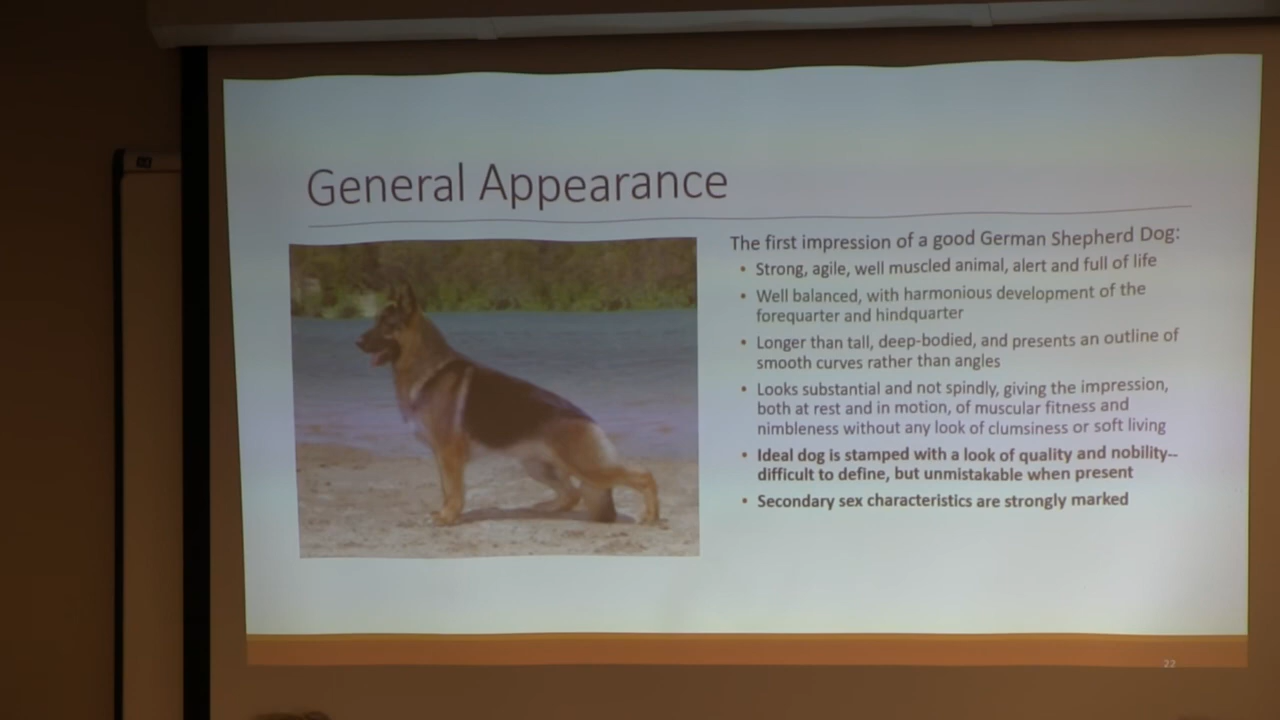 General Appearance
The first impression of a good German Shepherd Dog:
• Strong, agile, well muscled animal, alert and full of life
• Well balanced, with harmonious development of the
forequarter and hindquarter
• Longer than tall, deep-bodied, and presents an outline of
smooth curves rather than angles
• Looks substantial and not spindly, giving the impression,
both at rest and in motion, of muscular fitness and
nimbleness without any look of clumsiness or soft living
• Ideal dog is stamped with a look of quality and nobility--
difficult to define, but unmistakable when present
• Secondary sex characteristics are strongly marked
22